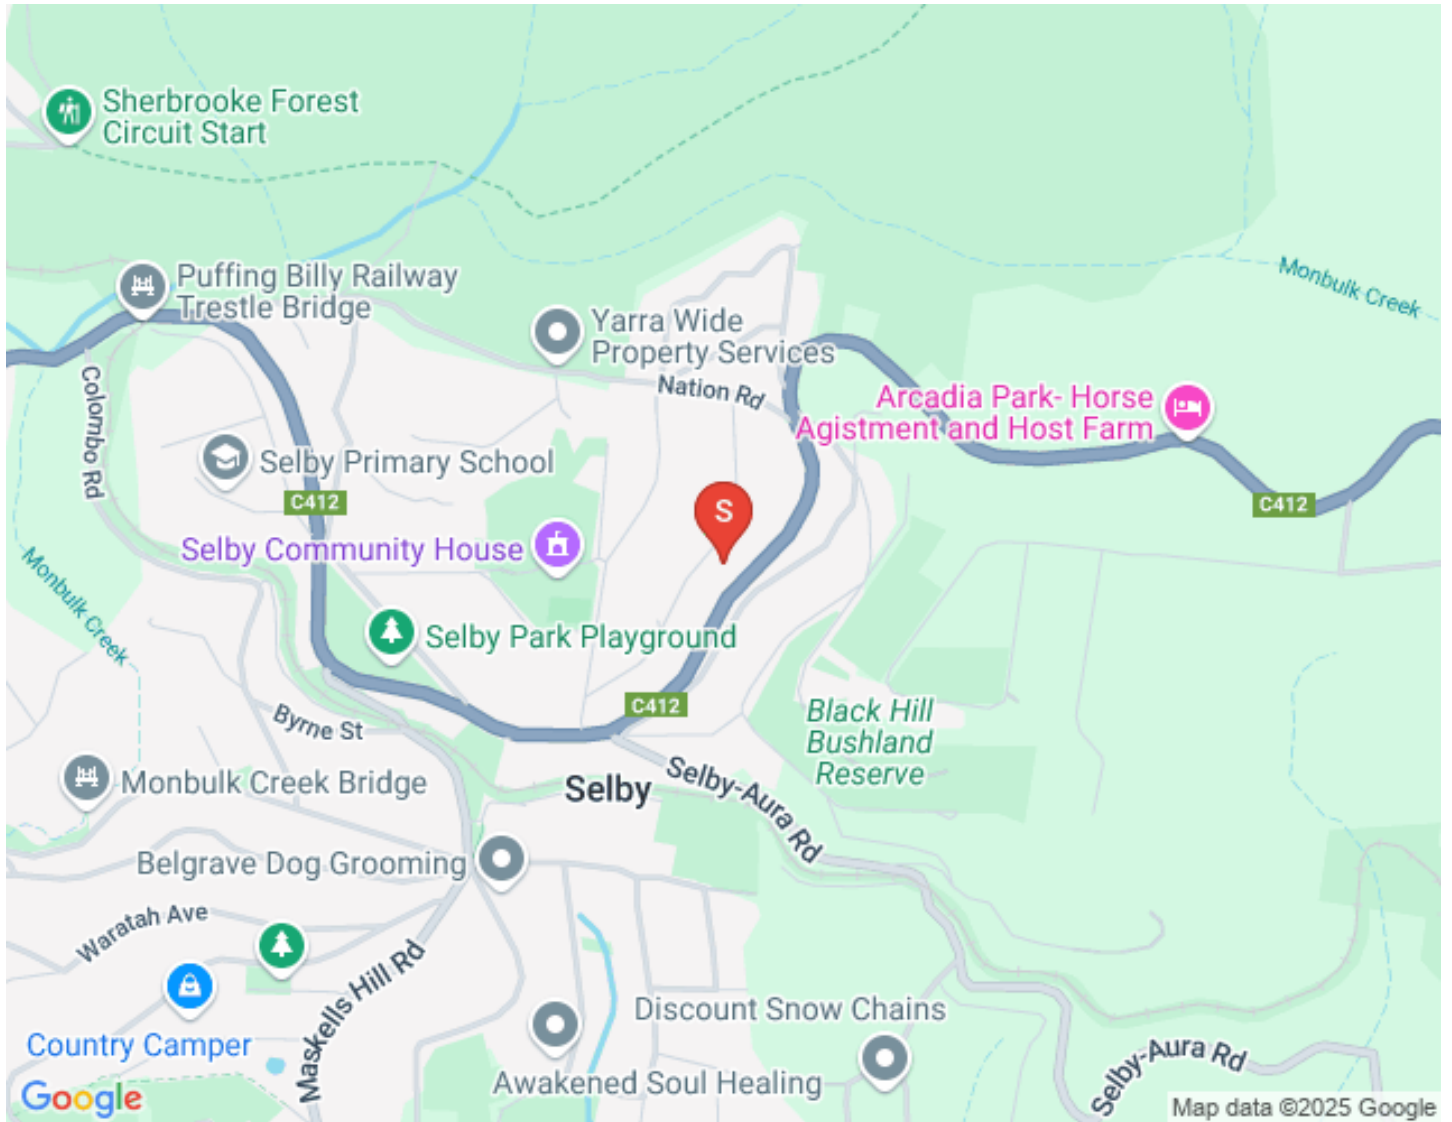 Sherbrooke Forest
Circuit Start
Monbulk Creek
Puffing Billy Railway
Trestle Bridge
Yarra Wide
Property Services
Nation Rd
Colombo Rd
Arcadia Park- Horse
Agistment and Host Farm
Selby Primary School
C412
C412
S
Selby Community House
Monbulk Creek
Selby Park Playground
C412
Byrne St
Black Hill
Bushland
Reserve
Monbulk Creek Bridge
Selby
Selby-Aura Rd
Belgrave Dog Grooming
Waratah Ave
Maskells Hill Rd
Discount Snow Chains
Country Camper
Awakened Soul Healing
Selby-Aura Rd
Google
Map data ©2025 Google